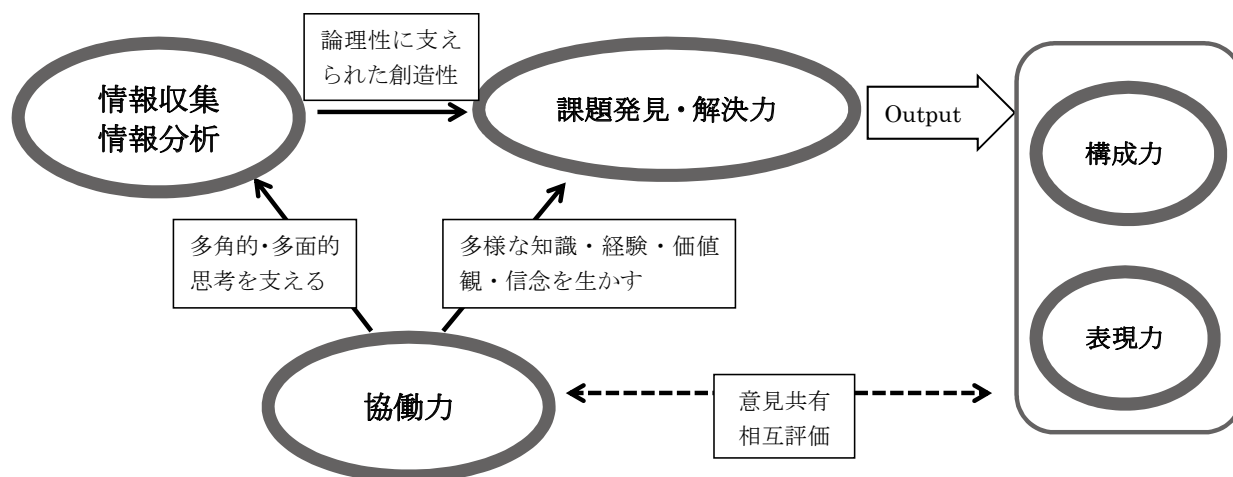 論理性に支え
られた創造性
情報収集
情報分析
課題発見・解決力
Output
構成力
多角的・多面的
思考を支える
多様な知識・経験・価値
観・信念を生かす
表現力
協働力
意見共有
相互評価